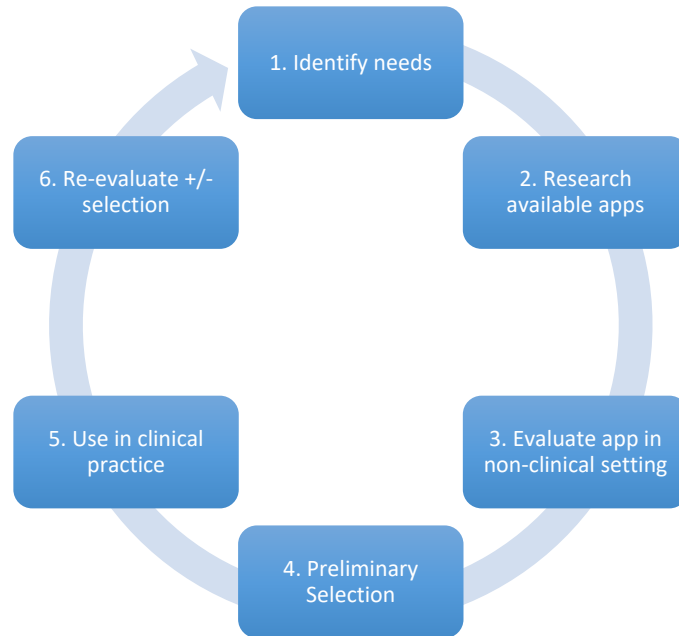 1. Identify needs
2. Research
available apps
3. Evaluate app in
non-clinical setting
4. Preliminary
Selection
5. Use in clinical
practice
6. Re-evaluate +/-
selection